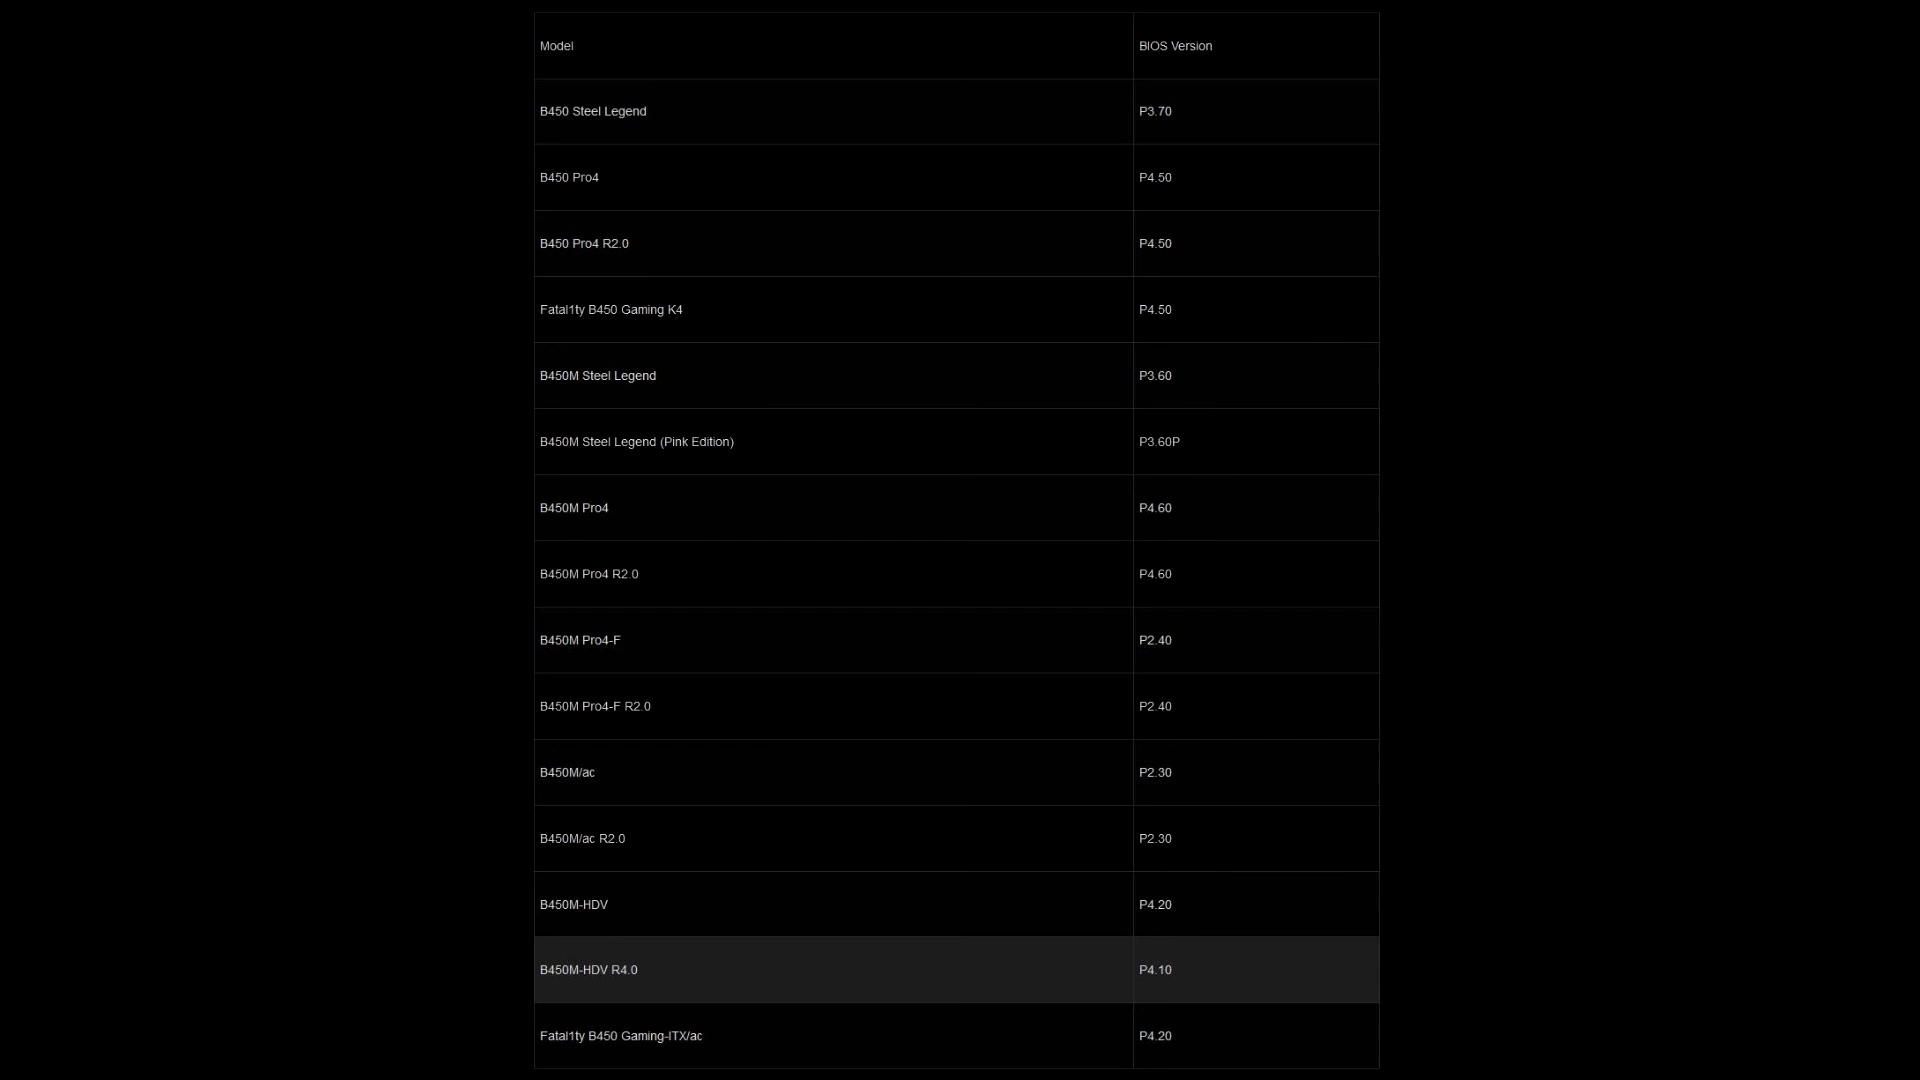 Model BIOS Version
B450 Steel Legend P3.70
B450 Pro4 P4.50
B450 Pro4 R2.0 P4.50
Fatal1ty B450 Gaming K4 P4.50
B450M Steel Legend P3.60
B450M Steel Legend (Pink Edition) P3.60P
B450M Pro4 P4.60
B450M Pro4 R2.0 P4.60
B450M Pro4-F P2.40
B450M Pro4-F R2.0 P2.40
B450M/ac P2.30
B450M/ac R2.0 P2.30
B450M-HDV P4.20
B450M-HDV R4.0 P4.10
Fatal1ty B450 Gaming-ITX/ac P4.20